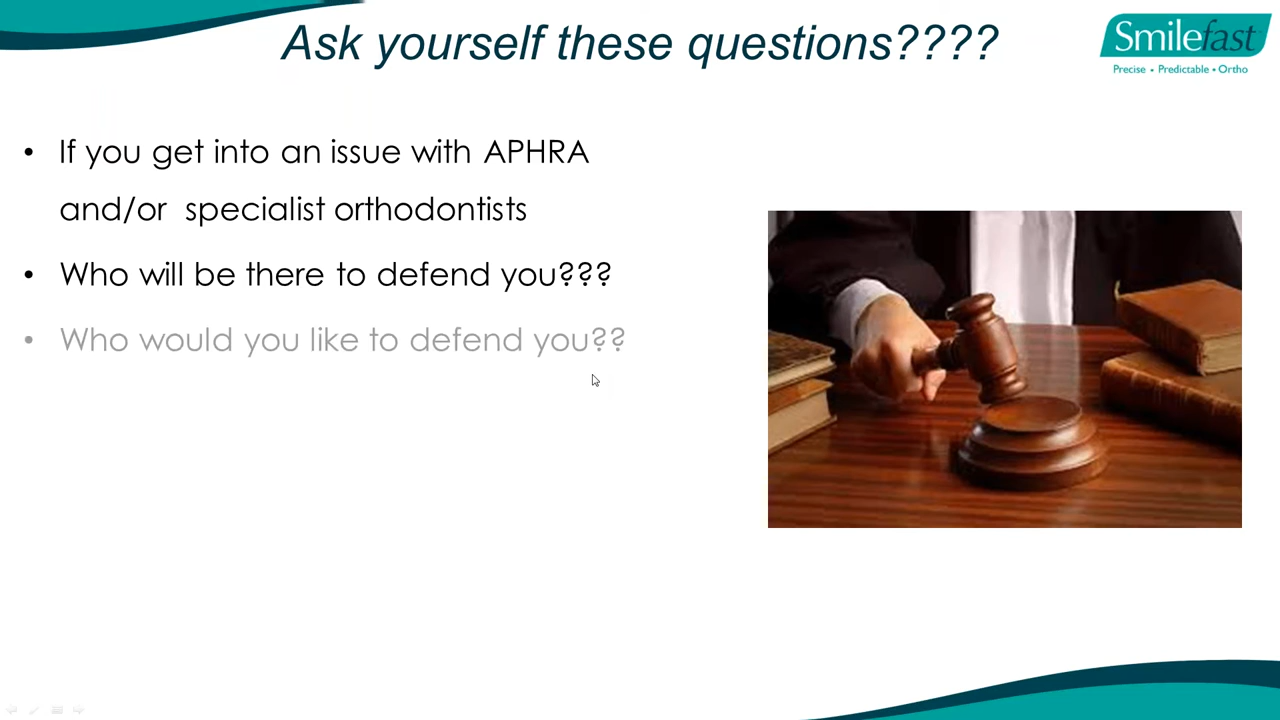 Ask yourself these questions????
Smilefast
Precise • Predictable • Ortho
• If you get into an issue with APHRA
and/or specialist orthodontists
• Who will be there to defend you???
• Who would you like to defend you??